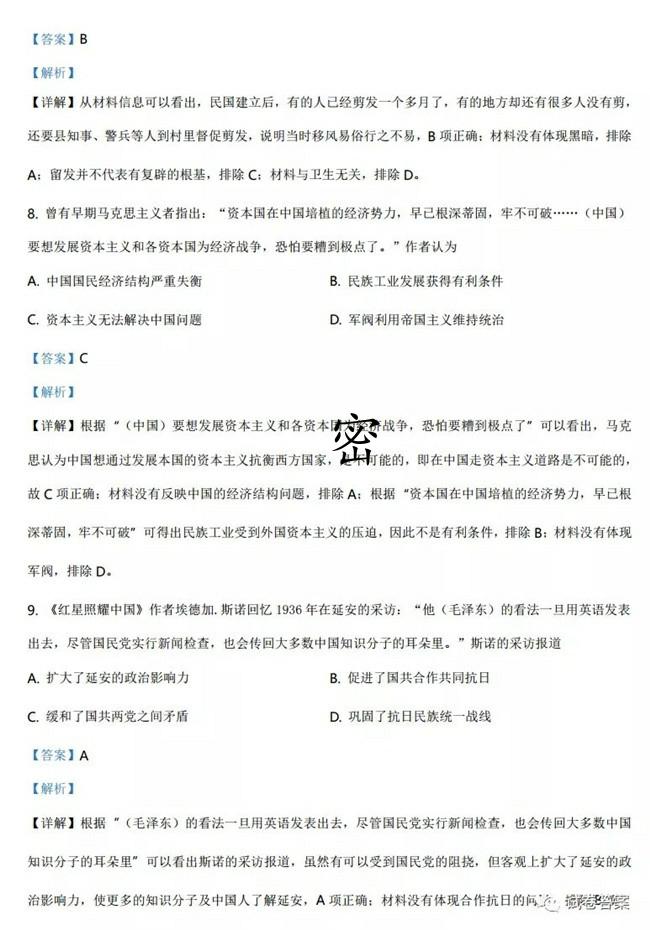 【答案】B
【解析】
【详解】从材料信息可以看出，民国建立后，有的人已经剪发一个多月了，有的地方却还有很多人没有剪，
还要县知事、警兵等人到村里督促剪发，说明当时移风易俗行之不易，B 项正确；材料没有体现黑暗，排除
A；留发并不代表有复辟的根基，排除 C；材料与卫生无关，排除 D。
8. 曾有早期马克思主义者指出：“资本国在中国培植的经济势力，早已根深蒂固，牢不可破……（中国）
要想发展资本主义和各资本国为经济战争，恐怕要糟到极点了。”作者认为
A. 中国国民经济结构严重失衡 B. 民族工业发展获得有利条件
C. 资本主义无法解决中国问题 D. 军阀利用帝国主义维持统治
【答案】C
【解析】
【详解】根据“（中国）要想发展资本主义和各资本国为经济战争，恐怕要糟到极点了”可以看出，马克
思认为中国想通过发展本国的资本主义抗衡西方国家，是不可能的，即在中国走资本主义道路是不可能的，
密
故 C 项正确；材料没有反映中国的经济结构问题，排除 A；根据“资本国在中国培植的经济势力，早已根
深蒂固，牢不可破”可得出民族工业受到外国资本主义的压迫，因此不是有利条件，排除 B；材料没有体现
军阀，排除 D。
9. 《红星照耀中国》作者埃德加.斯诺回忆 1936 年在延安的采访：“他（毛泽东）的看法一旦用英语发表
出去，尽管国民党实行新闻检查，也会传回大多数中国知识分子的耳朵里。”斯诺的采访报道
A. 扩大了延安的政治影响力 B. 促进了国共合作共同抗日
C. 缓和了国共两党之间矛盾 D. 巩固了抗日民族统一战线
【答案】A
【解析】
【详解】根据“（毛泽东）的看法一旦用英语发表出去，尽管国民党实行新闻检查，也会传回大多数中国
知识分子的耳朵里”可以看出斯诺的采访报道，虽然有可以受到国民党的阻挠，但客观上扩大了延安的政
治影响力，使更多的知识分子及中国人了解延安，A 项正确；材料没有体现合作抗日的问
试卷答案